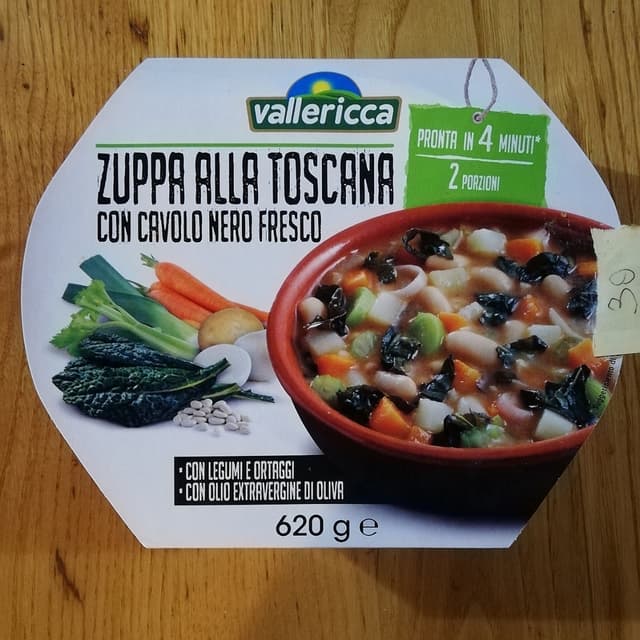 vallericca
PRONTA IN 4 MINUTI*
2 PORZIONI
ZUPPA ALLA TOSCANA
CON CAVOLO NERO FRESCO
• CON LEGUMI E ORTAGGI
• CON OLIO EXTRAVERGINE DI OLIVA
620 g e
30